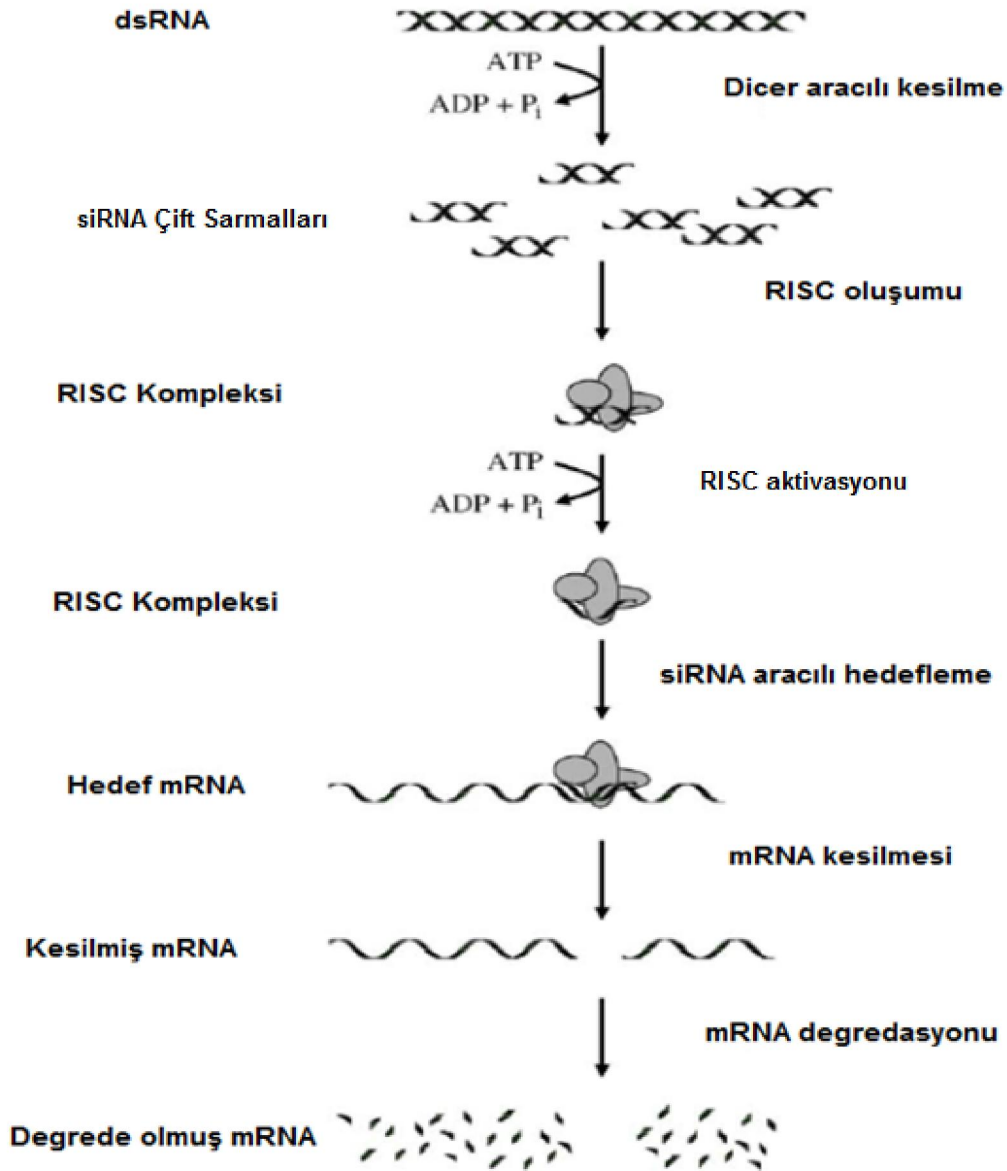 dsRNA
ATP
ADP + Pi
Dicer aracılı kesilme
siRNA Çift Sarmalları
RISC oluşumu
RISC Kompleksi
ATP
ADP + Pi
RISC aktivasyonu
RISC Kompleksi
siRNA aracılı hedefleme
Hedef mRNA
mRNA kesilmesi
Kesilmiş mRNA
mRNA degredasyonu
Degrede olmuş mRNA